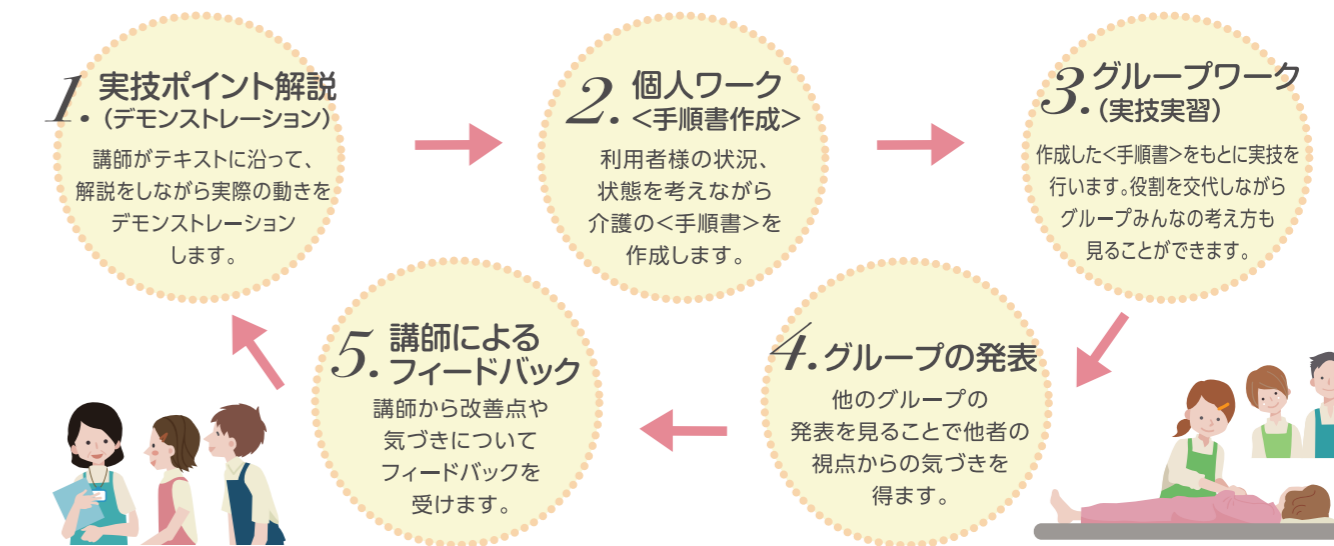 1. 実技ポイント解説
(デモンストレーション)
講師がテキストに沿って、
解説をしながら実際の動きを
デモンストレーション
します。
2. 個人ワーク
<手順書作成>
利用者様の状況、
状態を考えながら
介護の<手順書>を
作成します。
3. グループワーク
(実技実習)
作成した<手順書>をもとに実技を
行います。役割を交代しながら
グループみんなの考え方も
見ることができます。
4. グループの発表
他のグループの
発表を見ることで他者の
視点からの気づきを
得ます。
5. 講師による
フィードバック
講師から改善点や
気づきについて
フィードバックを
受けます。